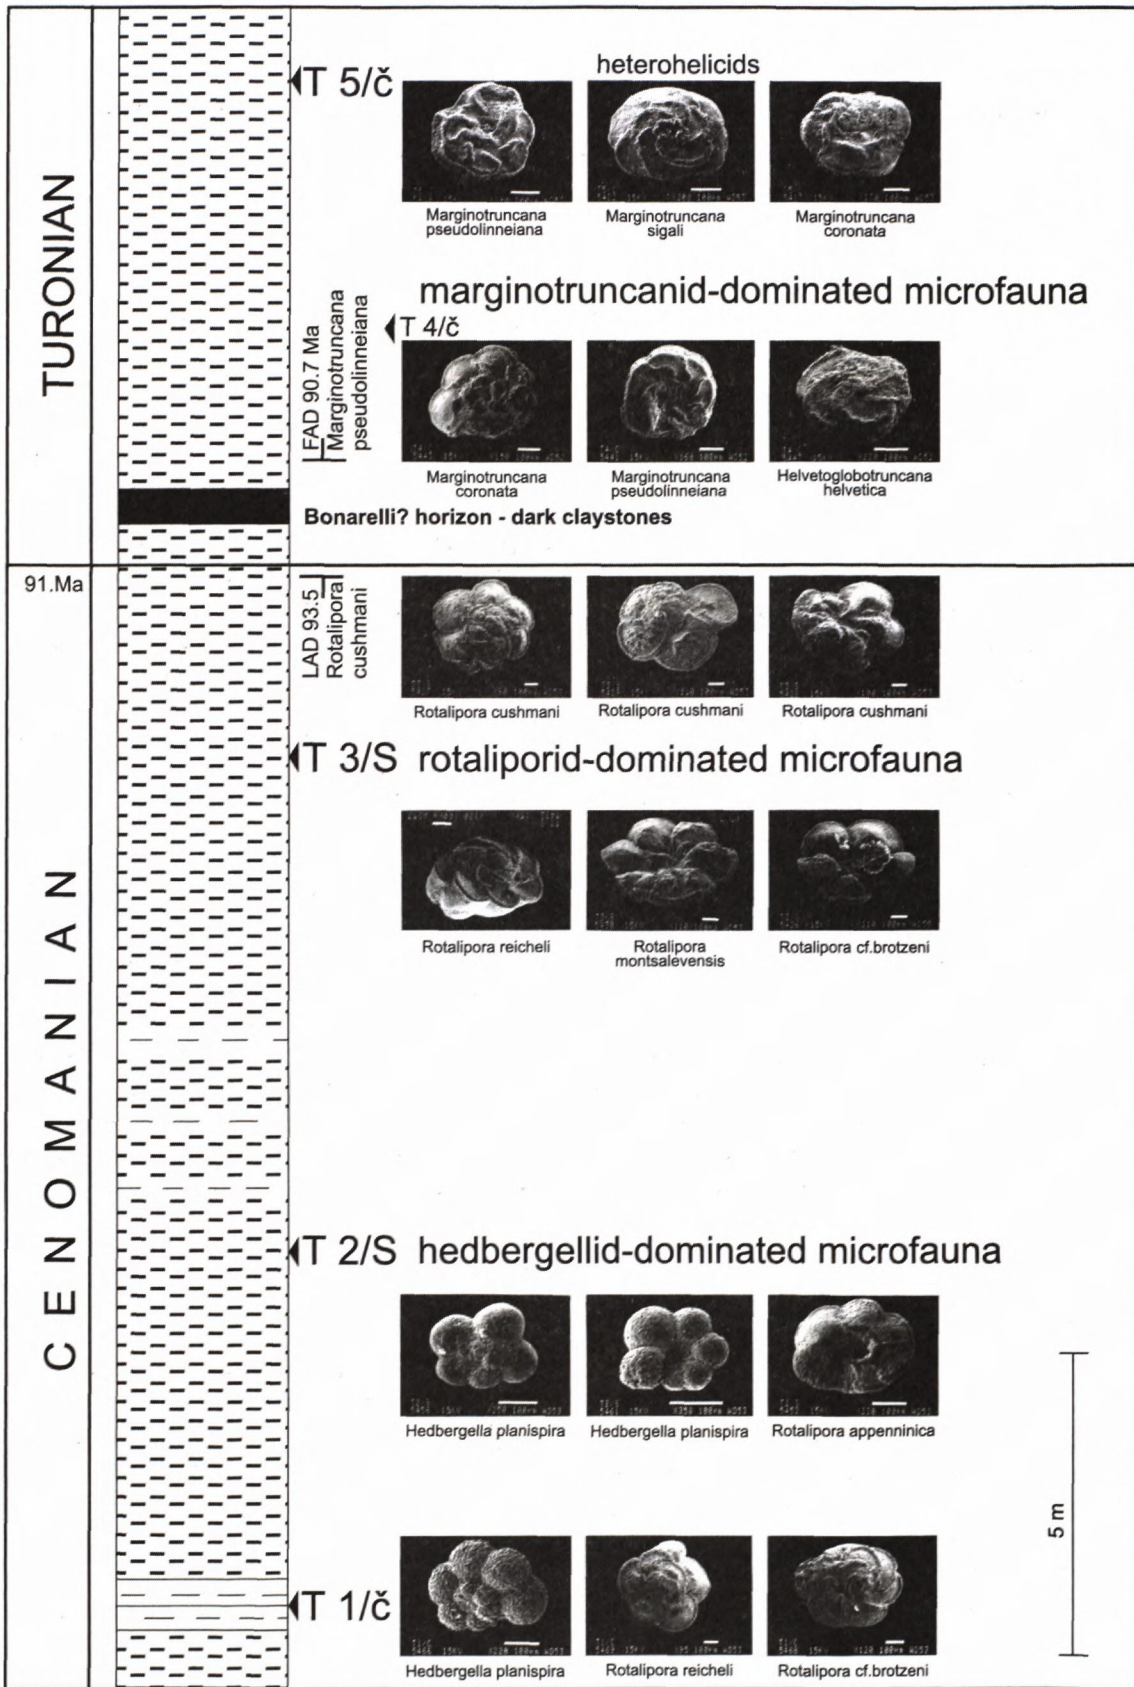 heterohelicids
T 5/č
Marginotruncana
pseudolinneiana
Marginotruncana
sigali
Marginotruncana
coronata
TURONIAN
marginotruncanid-dominated microfauna
T 4/č
FAD 90.7 Ma
Marginotruncana
pseudolinneiana
Marginotruncana
coronata
Marginotruncana
pseudolinneiana
Helvetoglobotruncana
helvetica
Bonarelli? horizon - dark claystones
91.Ma
LAD 93.5
Rotalipora
cushmani
Rotalipora cushmani
Rotalipora cushmani
Rotalipora cushmani
T 3/S rotaliporid-dominated microfauna
CENOMANIAN
Rotalipora reicheli
Rotalipora
montsalevensis
Rotalipora cf.brotzeni
T 2/S hedbergellid-dominated microfauna
Hedbergella planispira
Hedbergella planispira
Rotalipora appenninica
5 m
T 1/č
Hedbergella planispira
Rotalipora reicheli
Rotalipora cf.brotzeni